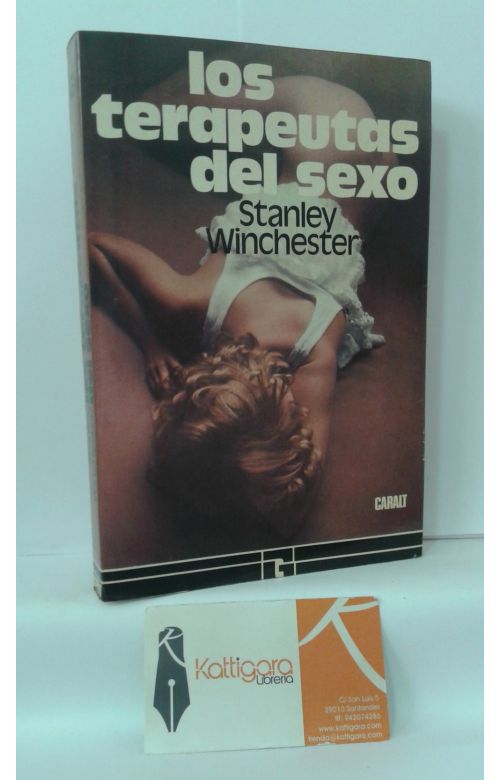 los
terapeutas
del sexo
Stanley
Winchester
CARALT
C
Kattigara
Librería
C/ San Luis 5
39010 Santander
tlf: 942074286
www.kattigara.com
tienda@kattigara.com